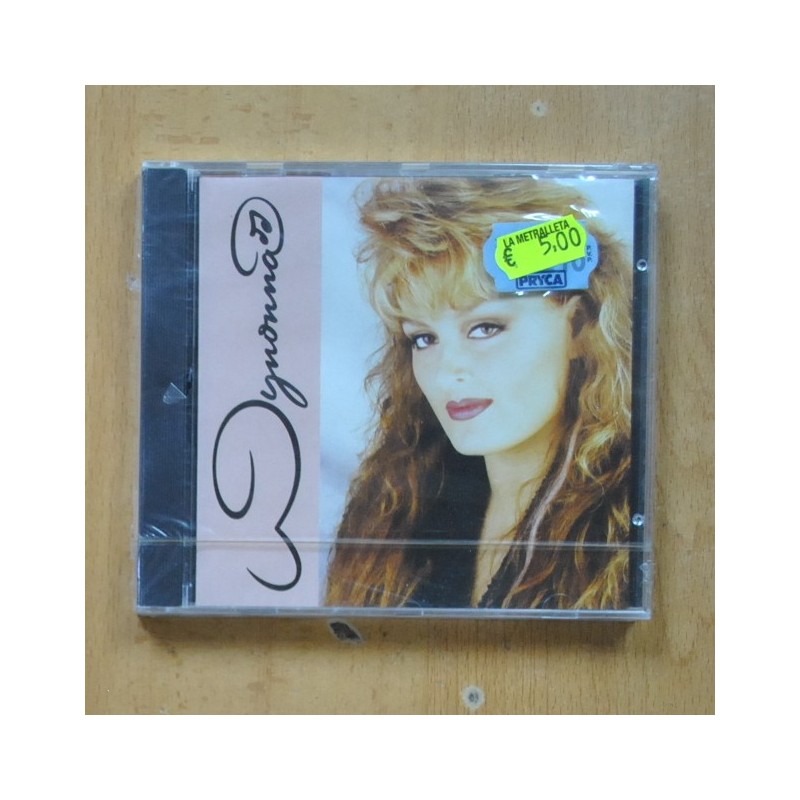 Wynonna
LA METRALLETA
€ 5,00
PRYCA